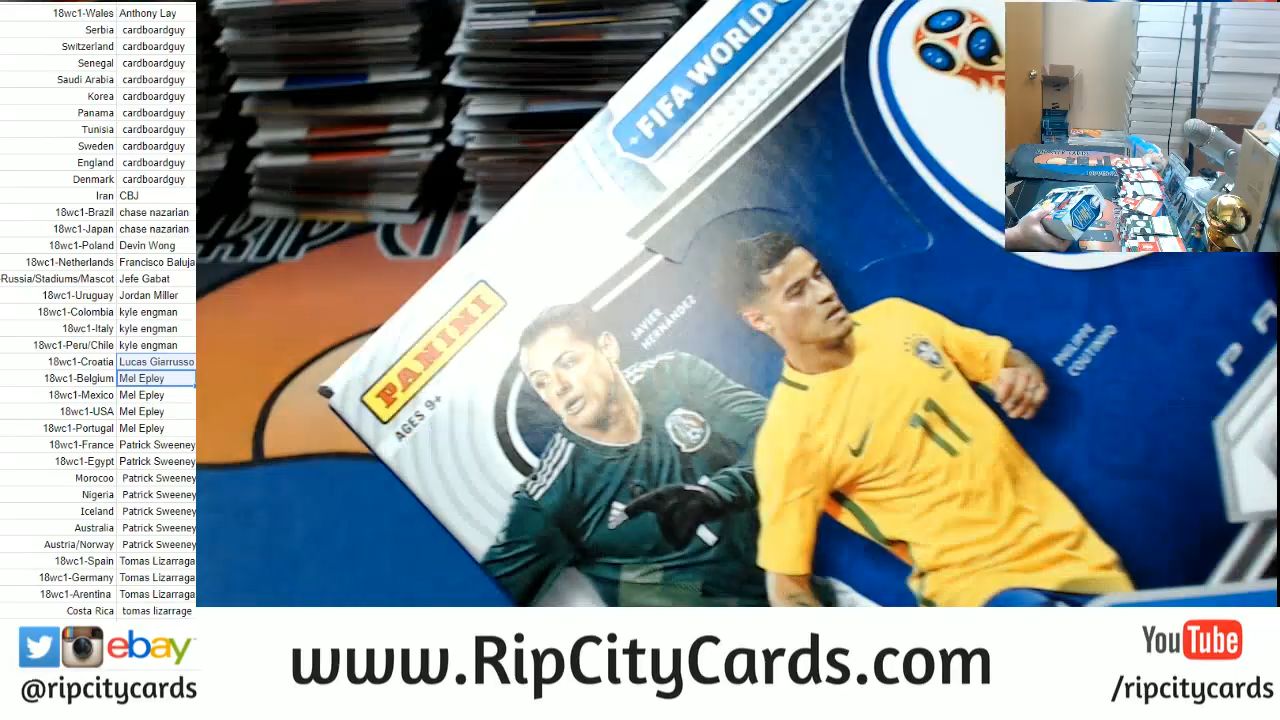 18wc1-Wales Anthony Lay
Serbia cardboardguy
Switzerland cardboardguy
Senegal cardboardguy
Saudi Arabia cardboardguy
Korea cardboardguy
Panama cardboardguy
Tunisia cardboardguy
Sweden cardboardguy
England cardboardguy
Denmark cardboardguy
Iran CBJ
18wc1-Brazil chase nazarian
18wc1-Japan chase nazarian
18wc1-Poland Devin Wong
18wc1-Netherlands Francisco Baluja
-Russia/Stadiums/Mascot Jefe Gabat
18wc1-Uruguay Jordan Miller
18wc1-Colombia kyle engman
18wc1-Italy kyle engman
18wc1-Peru/Chile kyle engman
18wc1-Croatia Lucas Giarrusso
18wc1-Belgium Mel Epley
18wc1-Mexico Mel Epley
18wc1-USA Mel Epley
18wc1-Portugal Mel Epley
18wc1-France Patrick Sweeney
18wc1-Egypt Patrick Sweeney
Morocoo Patrick Sweeney
Nigeria Patrick Sweeney
Iceland Patrick Sweeney
Australia Patrick Sweeney
Austria/Norway Patrick Sweeney
18wc1-Spain Tomas Lizarraga
18wc1-Germany Tomas Lizarraga
18wc1-Arentina Tomas Lizarraga
Costa Rica tomas lizarrage
FIFA WORLD
RIP CI
PANINI
AGES 9+
JAVIER
HERNÁNDEZ
PHILIPPE
COUTINHO
11
ebay
@ripcitycards
www.RipCityCards.com
YouTube
/ripcitycards